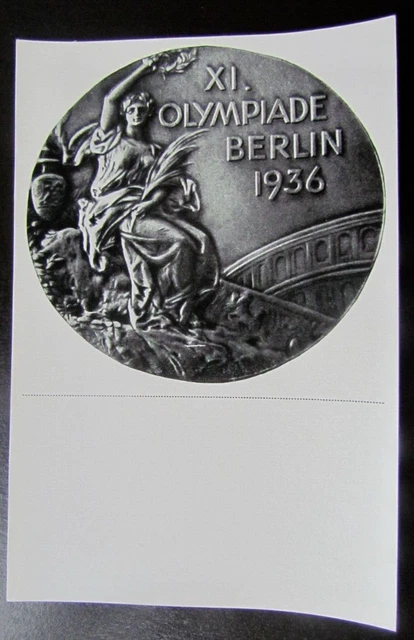 XI.
OLYMPIADE
BERLIN
1936